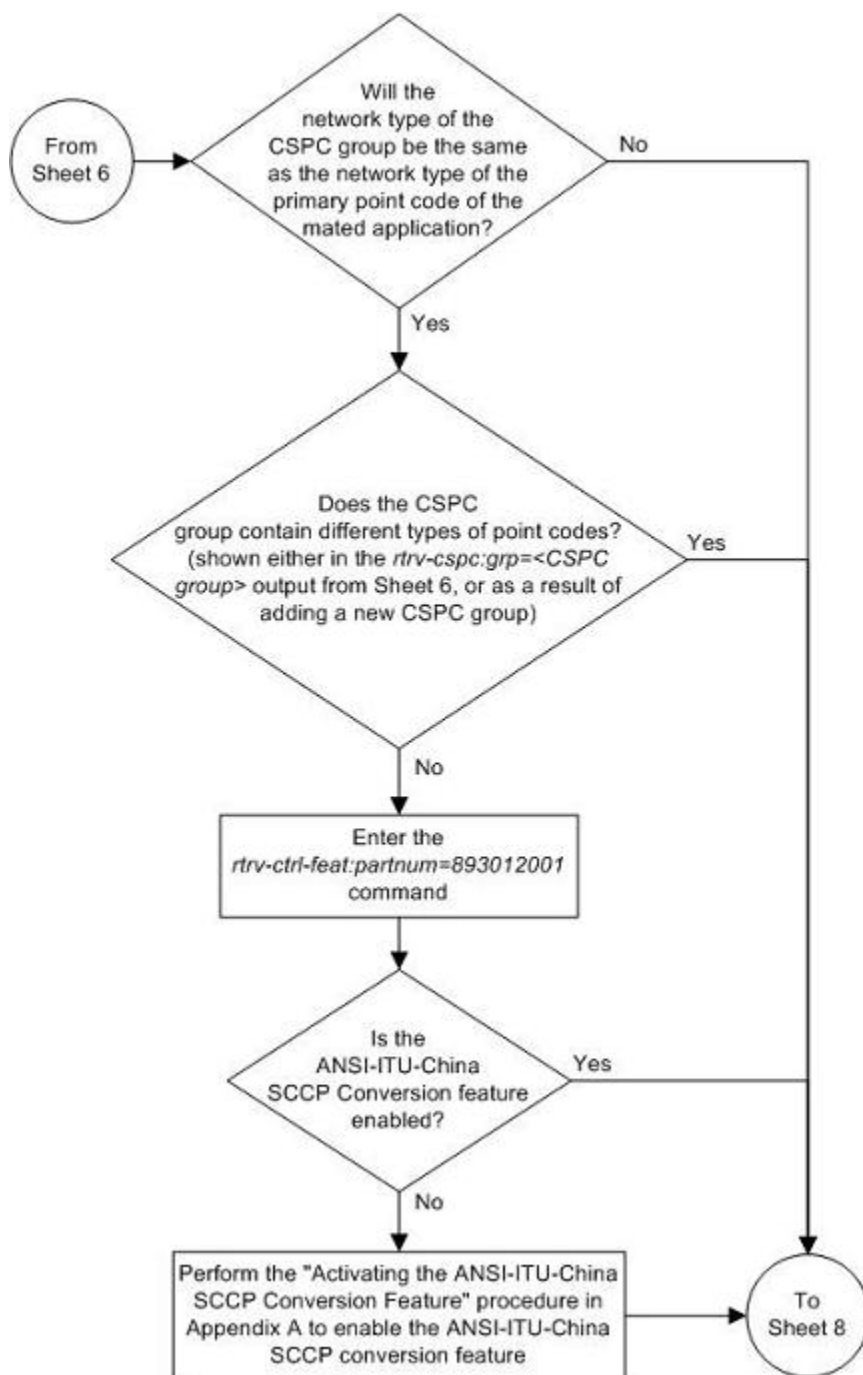 From
Sheet 6
Will the
network type of the
CSPC group be the same
as the network type of the
primary point code of the
mated application?
No
Yes
Does the CSPC
group contain different types of point codes?
(shown either in the rtrv-cspc:grp=<CSPC
group> output from Sheet 6, or as a result of
adding a new CSPC group)
Yes
No
Enter the
rtrv-ctrl-feat:partnum=893012001
command
Is the
ANSI-ITU-China
SCCP Conversion feature
enabled?
Yes
No
Perform the "Activating the ANSI-ITU-China
SCCP Conversion Feature" procedure in
Appendix A to enable the ANSI-ITU-China
SCCP conversion feature
To
Sheet 8